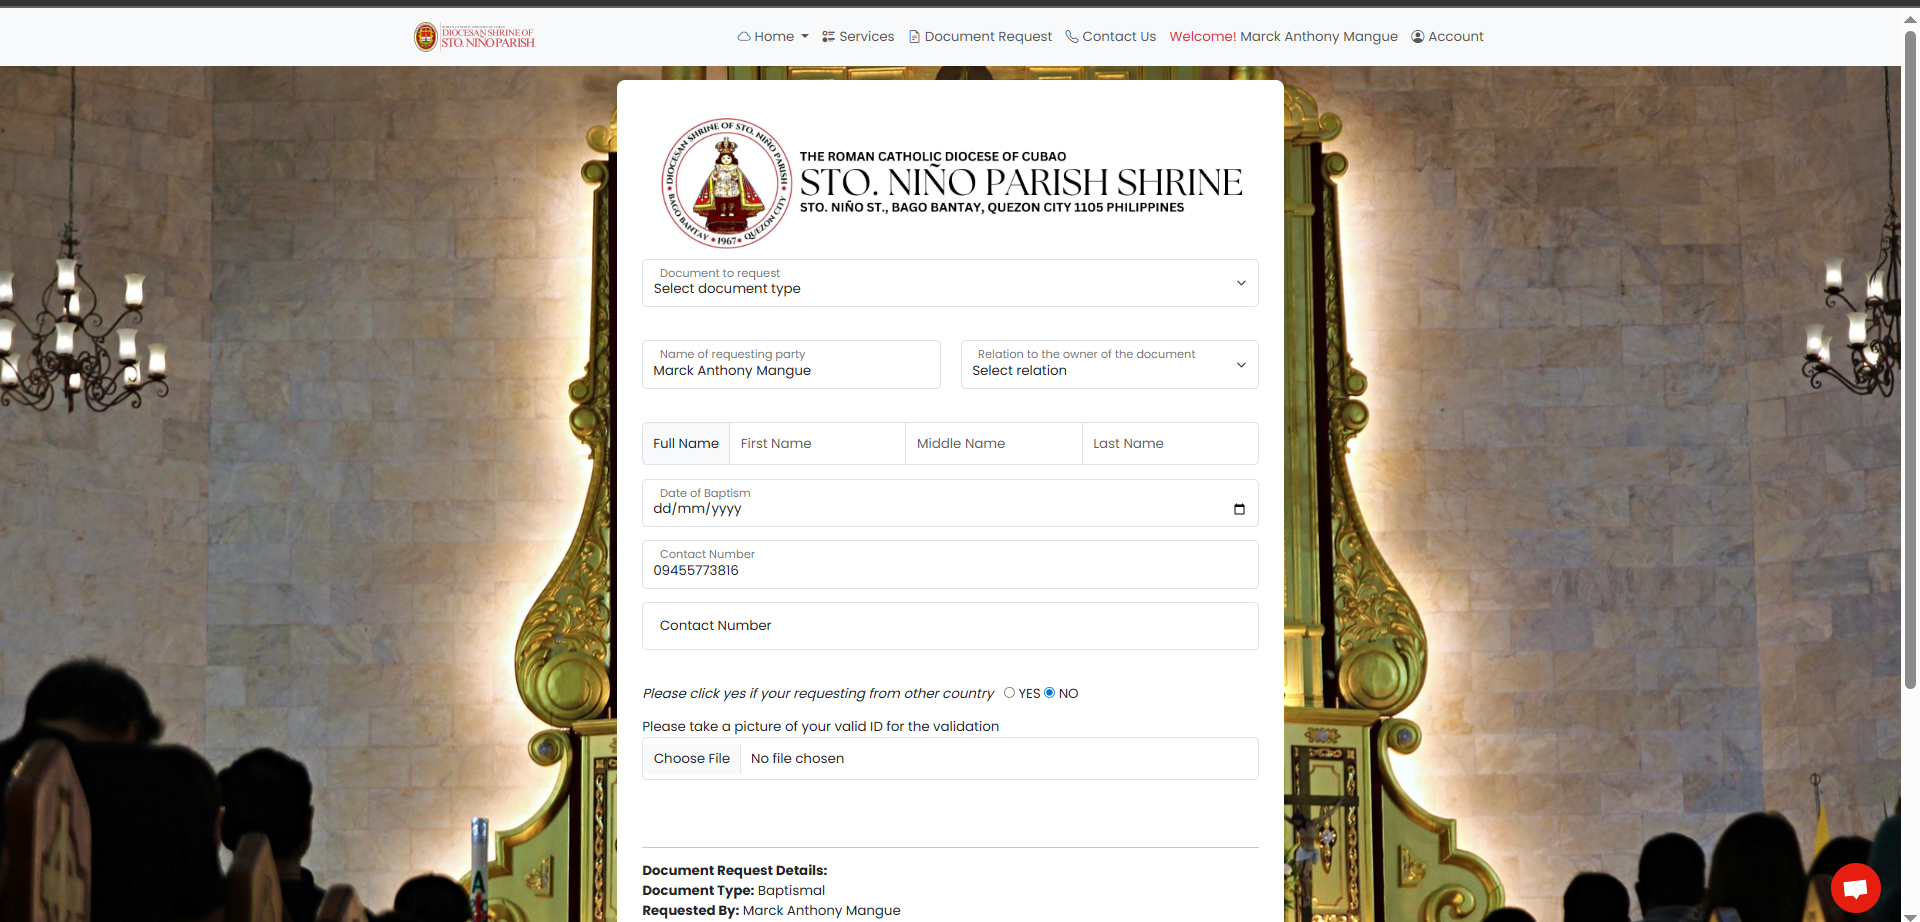 ROMAN CATHOLIC DIOCESE OF CUBAO
DIOCESAN SHRINE OF
STO. NIÑO PARISH
Home
Services
Document Request
Contact Us
Welcome! Marck Anthony Mangue
Account
DIOCESAN SHRINE OF STO. NIÑO PARISH
BAGO BANTAY • 1967 • QUEZON CITY
THE ROMAN CATHOLIC DIOCESE OF CUBAO
STO. NIÑO PARISH SHRINE
STO. NIÑO ST., BAGO BANTAY, QUEZON CITY 1105 PHILIPPINES
Document to request
Select document type
Name of requesting party
Marck Anthony Mangue
Relation to the owner of the document
Select relation
Full Name
First Name
Middle Name
Last Name
Date of Baptism
dd/mm/yyyy
Contact Number
09455773816
Contact Number
Please click yes if your requesting from other country YES NO
Please take a picture of your valid ID for the validation
Choose File No file chosen
Document Request Details:
Document Type: Baptismal
Requested By: Marck Anthony Mangue